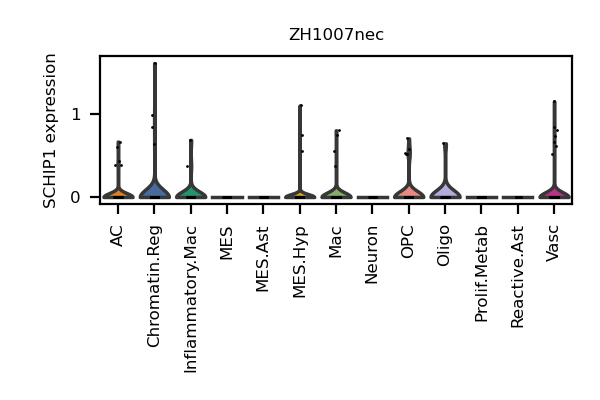 ZH1007nec
SCHIP1 expression
1
0
AC
Chromatin.Reg
Inflammatory.Mac
MES
MES.Ast
MES.Hyp
Mac
Neuron
OPC
Oligo
Prolif.Metab
Reactive.Ast
Vasc